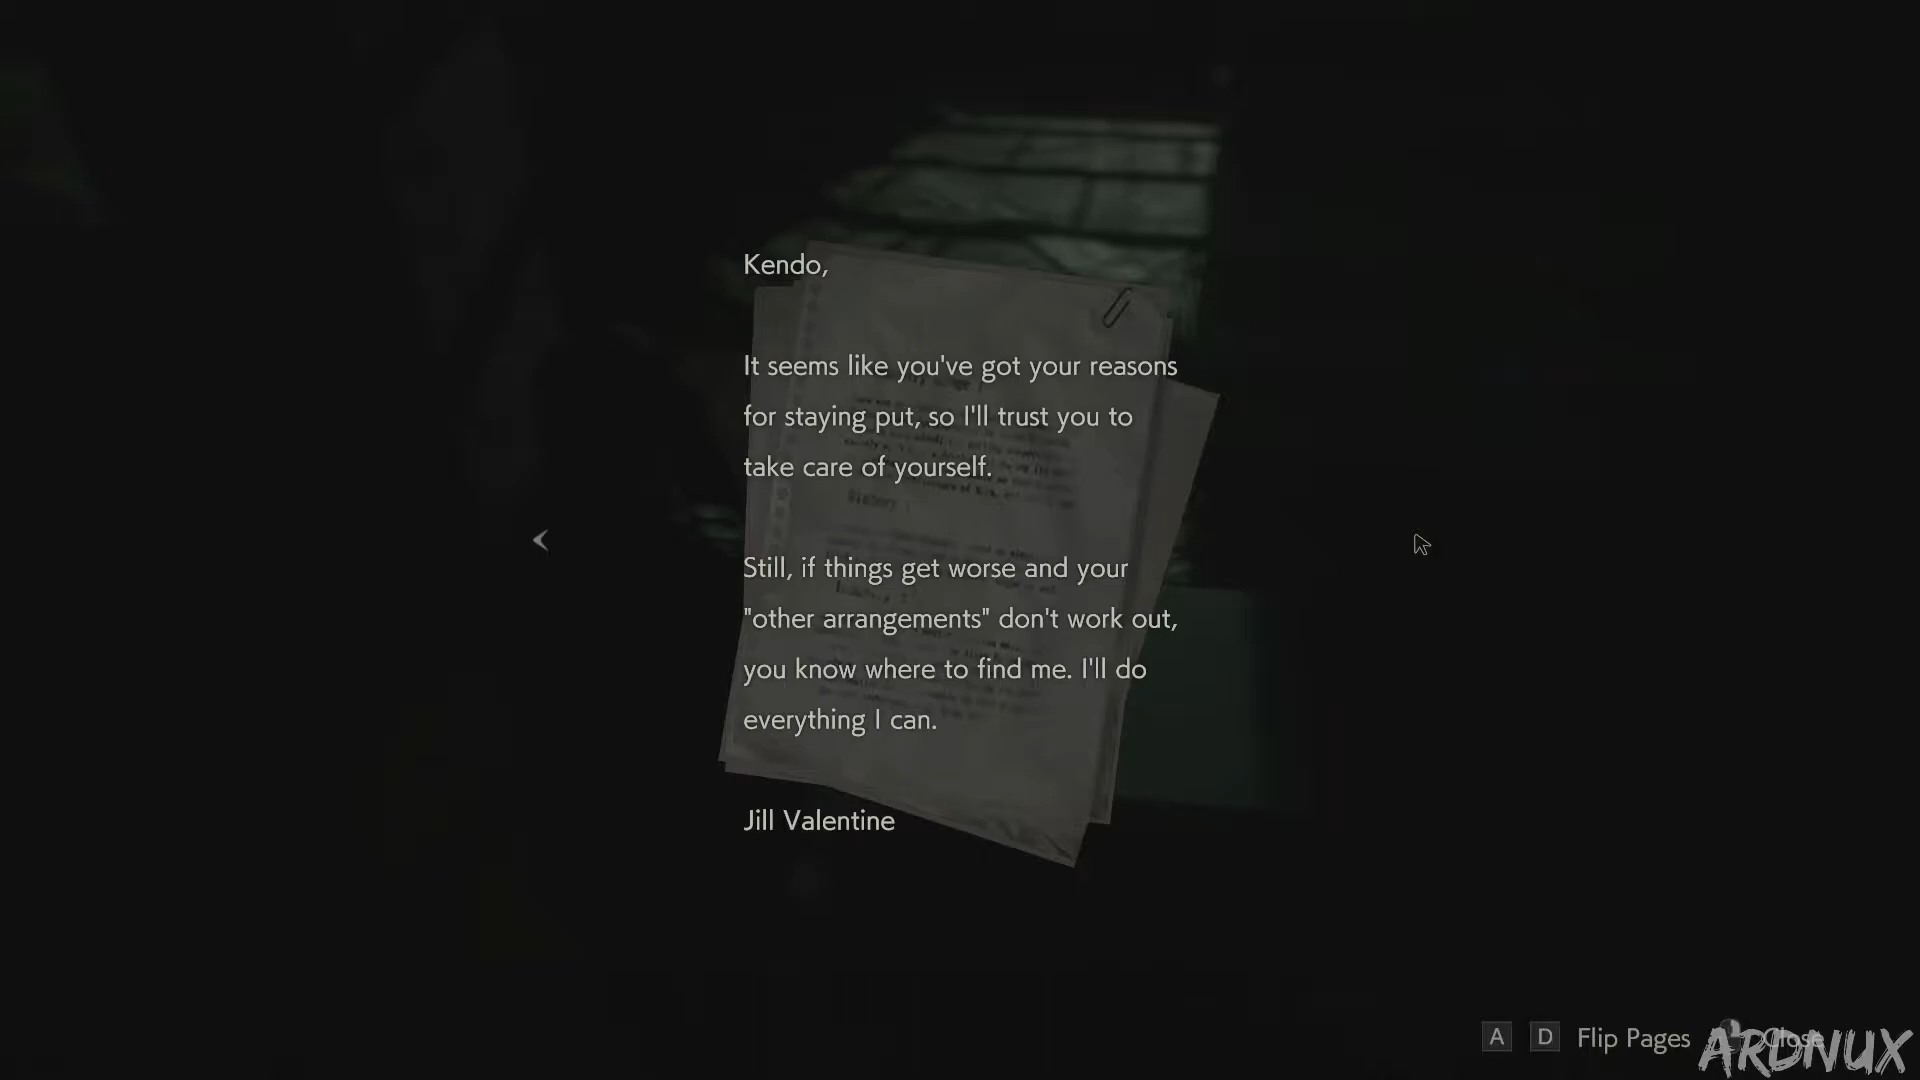 Kendo,
It seems like you've got your reasons
for staying put, so I'll trust you to
take care of yourself.
Still, if things get worse and your
"other arrangements" don't work out,
you know where to find me. I'll do
everything I can.
Jill Valentine
A D Flip Pages Close
ARDNUX